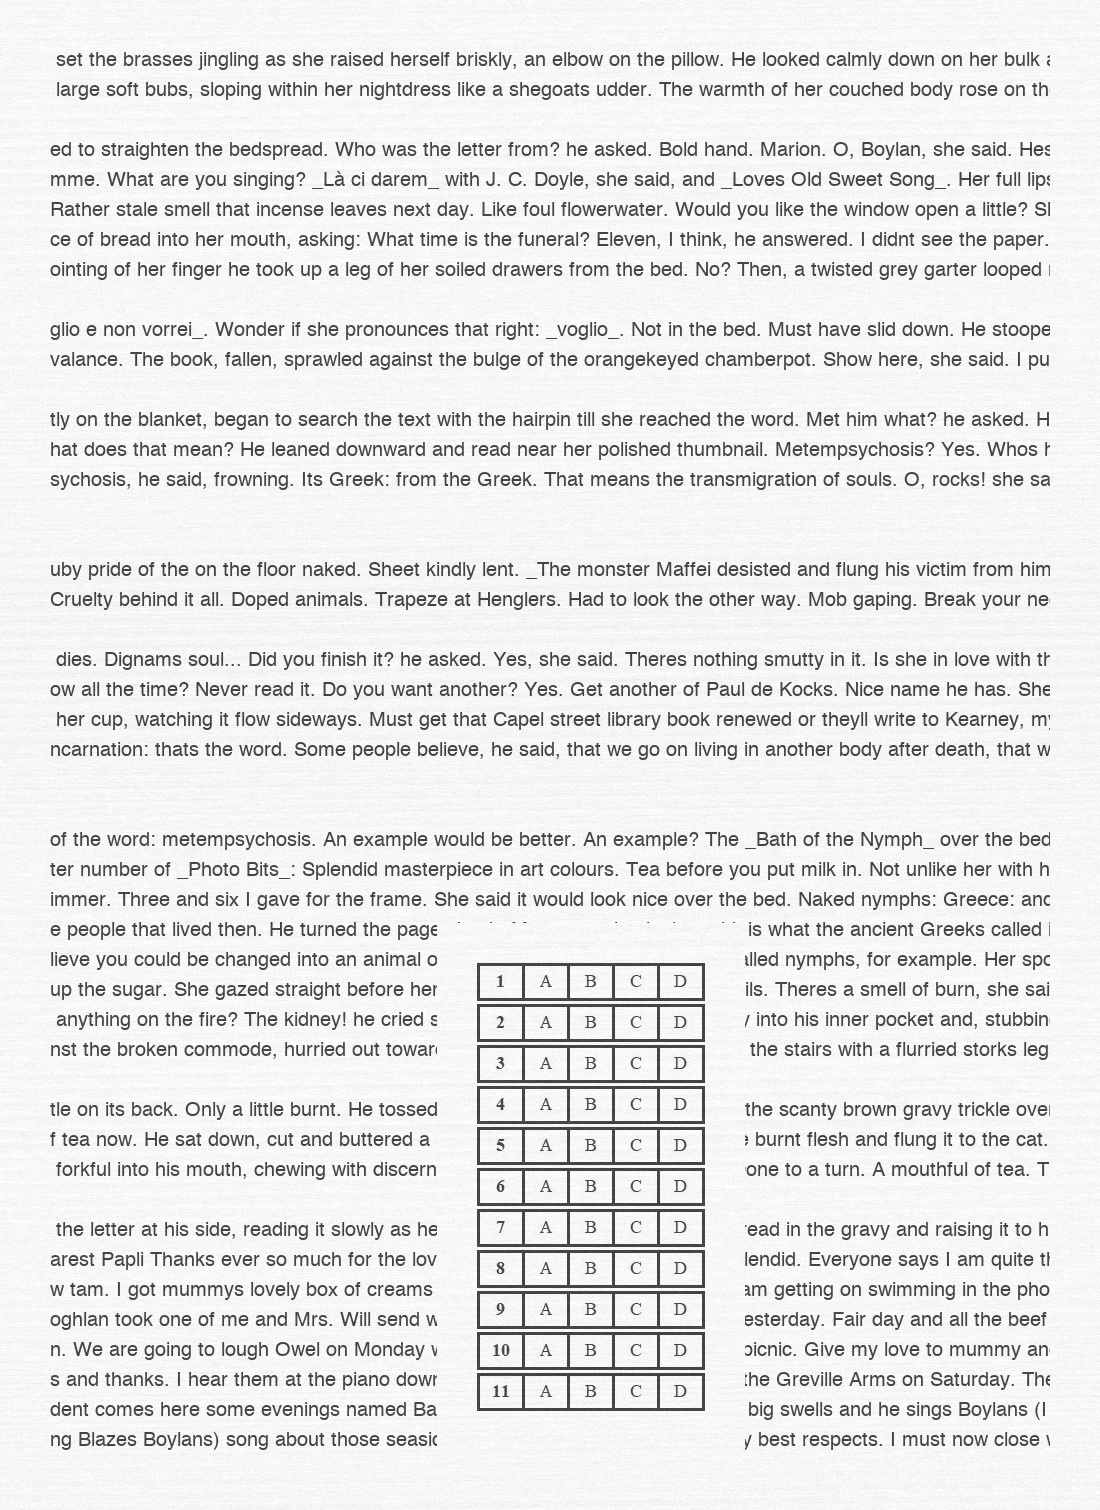 set the brasses jingling as she raised herself briskly, an elbow on the pillow. He looked calmly down on her bulk
large soft bubs, sloping within her nightdress like a shegoats udder. The warmth of her couched body rose on th
ed to straighten the bedspread. Who was the letter from? he asked. Bold hand. Marion. O, Boylan, she said. Hes
mme. What are you singing? _Là ci darem_ with J. C. Doyle, she said, and _Loves Old Sweet Song_. Her full lips
Rather stale smell that incense leaves next day. Like foul flowerwater. Would you like the window open a little?
ce of bread into her mouth, asking: What time is the funeral? Eleven, I think, he answered. I didnt see the paper.
ointing of her finger he took up a leg of her soiled drawers from the bed. No? Then, a twisted grey garter looped
glio e non vorrei_. Wonder if she pronounces that right: _voglio_. Not in the bed. Must have slid down. He stoope
valance. The book, fallen, sprawled against the bulge of the orangekeyed chamberpot. Show here, she said. I pu
tly on the blanket, began to search the text with the hairpin till she reached the word. Met him what? he asked. H
hat does that mean? He leaned downward and read near her polished thumbnail. Metempsychosis? Yes. Whos
sychosis, he said, frowning. Its Greek: from the Greek. That means the transmigration of souls. O, rocks! she sa
uby pride of the on the floor naked. Sheet kindly lent. _The monster Maffei desisted and flung his victim from him
Cruelty behind it all. Doped animals. Trapeze at Henglers. Had to look the other way. Mob gaping. Break your ne
dies. Dignams soul... Did you finish it? he asked. Yes, she said. Theres nothing smutty in it. Is she in love with th
ow all the time? Never read it. Do you want another? Yes. Get another of Paul de Kocks. Nice name he has. She
her cup, watching it flow sideways. Must get that Capel street library book renewed or theyll write to Kearney, my
ncarnation: thats the word. Some people believe, he said, that we go on living in another body after death, that w
of the word: metempsychosis. An example would be better. An example? The _Bath of the Nymph_ over the bed
ter number of _Photo Bits_: Splendid masterpiece in art colours. Tea before you put milk in. Not unlike her with h
immer. Three and six I gave for the frame. She said it would look nice over the bed. Naked nymphs: Greece: and
e people that lived then. He turned the page is what the ancient Greeks called
lieve you could be changed into an animal o alled nymphs, for example. Her spo
up the sugar. She gazed straight before her ils. Theres a smell of burn, she sai
anything on the fire? The kidney! he cried s into his inner pocket and, stubbin
nst the broken commode, hurried out towar the stairs with a flurried storks leg
tle on its back. Only a little burnt. He tossed the scanty brown gravy trickle over
f tea now. He sat down, cut and buttered a burnt flesh and flung it to the cat.
forkful into his mouth, chewing with discern one to a turn. A mouthful of tea. T
the letter at his side, reading it slowly as he read in the gravy and raising it to h
arest Papli Thanks ever so much for the lov lendid. Everyone says I am quite th
w tam. I got mummys lovely box of creams am getting on swimming in the pho
oghlan took one of me and Mrs. Will send w esterday. Fair day and all the beef
n. We are going to lough Owel on Monday w picnic. Give my love to mummy an
s and thanks. I hear them at the piano down the Greville Arms on Saturday. The
dent comes here some evenings named Ba big swells and he sings Boylans (I
ng Blazes Boylans) song about those seasid y best respects. I must now close
1 A B C D
2 A B C D
3 A B C D
4 A B C D
5 A B C D
6 A B C D
7 A B C D
8 A B C D
9 A B C D
10 A B C D
11 A B C D